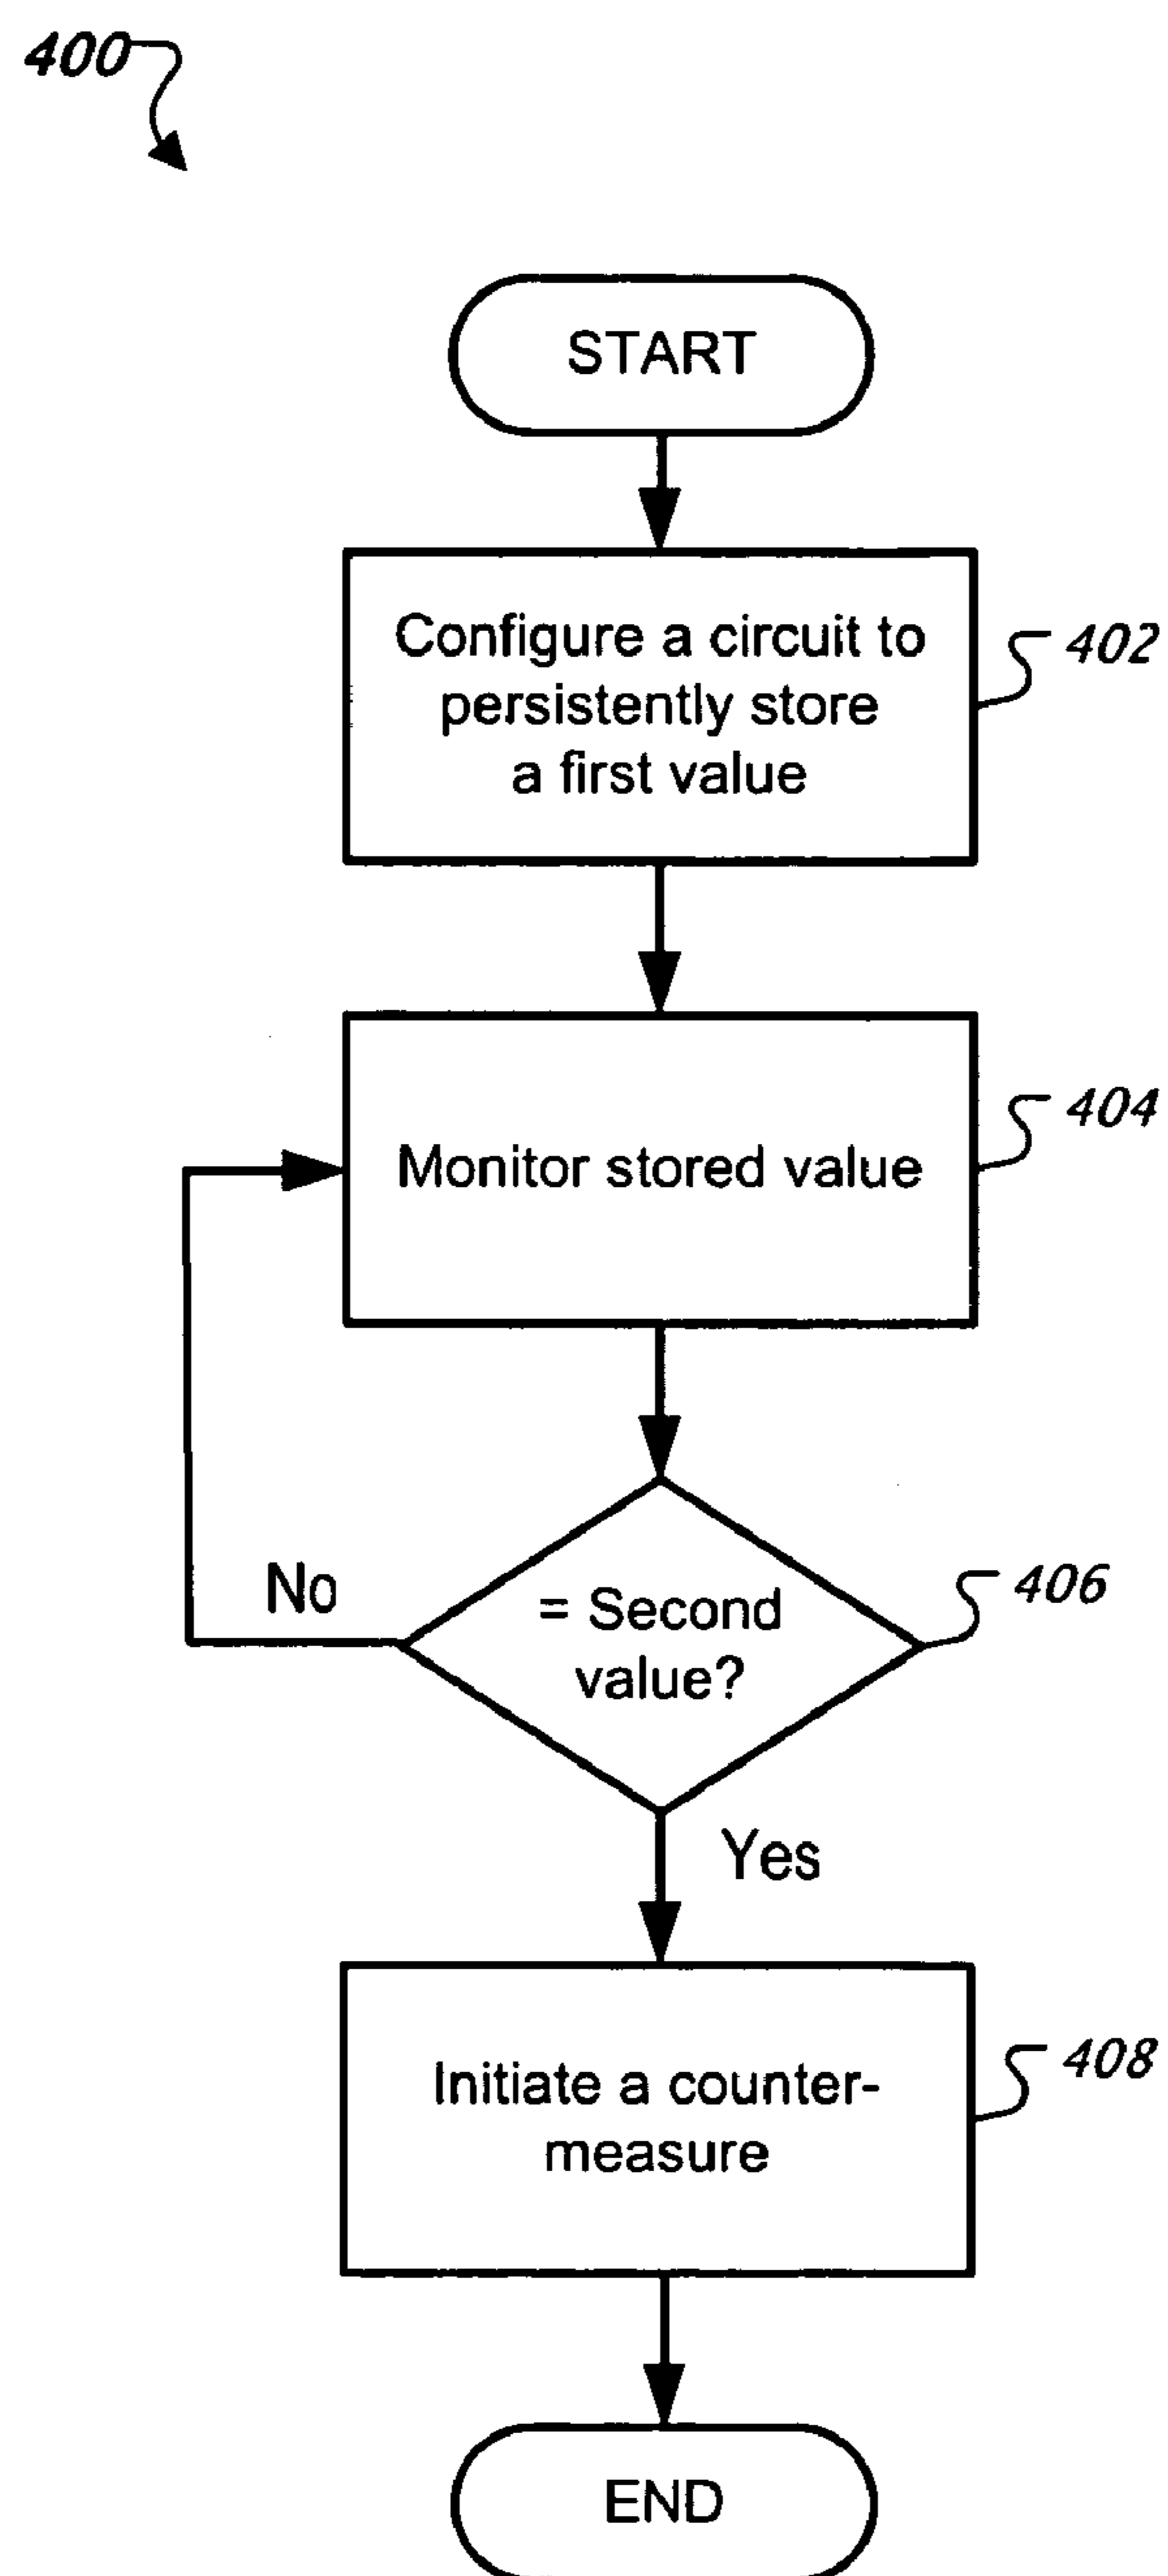 400
START
Configure a circuit to
persistently store
a first value
402
Monitor stored value
404
No
= Second
value?
406
Yes
Initiate a counter-
measure
408
END